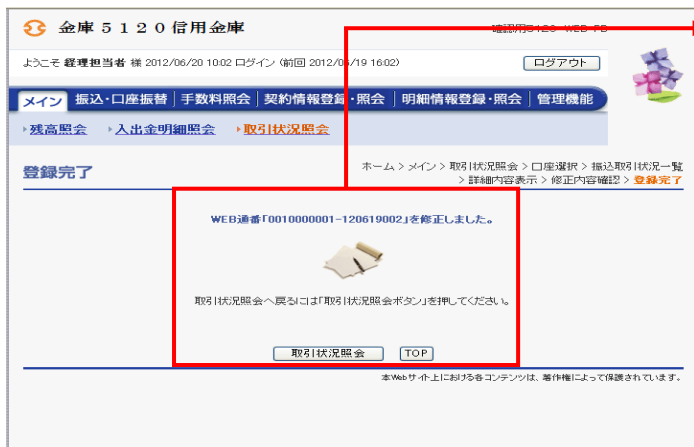 金庫５１２０信用金庫
確認用5120 WEB-FB
ようこそ 経理担当者 様 2012/06/20 10:02 ログイン (前回 2012/06/19 16:02)
ログアウト
メイン 振込・口座振替 手数料照会 契約情報登録・照会 明細情報登録・照会 管理機能
残高照会 入出金明細照会 取引状況照会
登録完了
ホーム > メイン > 取引状況照会 > 口座選択 > 振込取引状況一覧
> 詳細内容表示 > 修正内容確認 > 登録完了
WEB通番「0010000001-120619002」を修正しました。
取引状況照会へ戻るには「取引状況照会ボタン」を押してください。
取引状況照会 TOP
本Webサイト上における各コンテンツは、著作権によって保護されています。